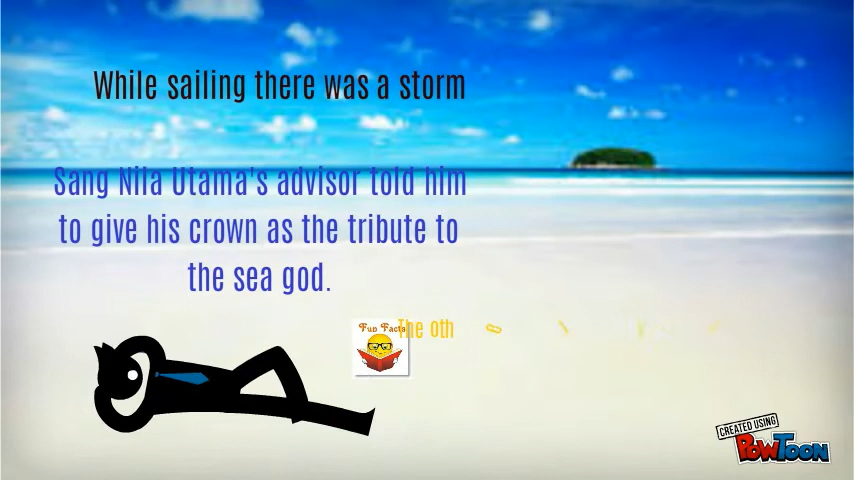 While sailing there was a storm
Sang Nila Utama's advisor told him
to give his crown as the tribute to
the sea god.
Fun Facts
The oth
CREATED USING
POWTOON